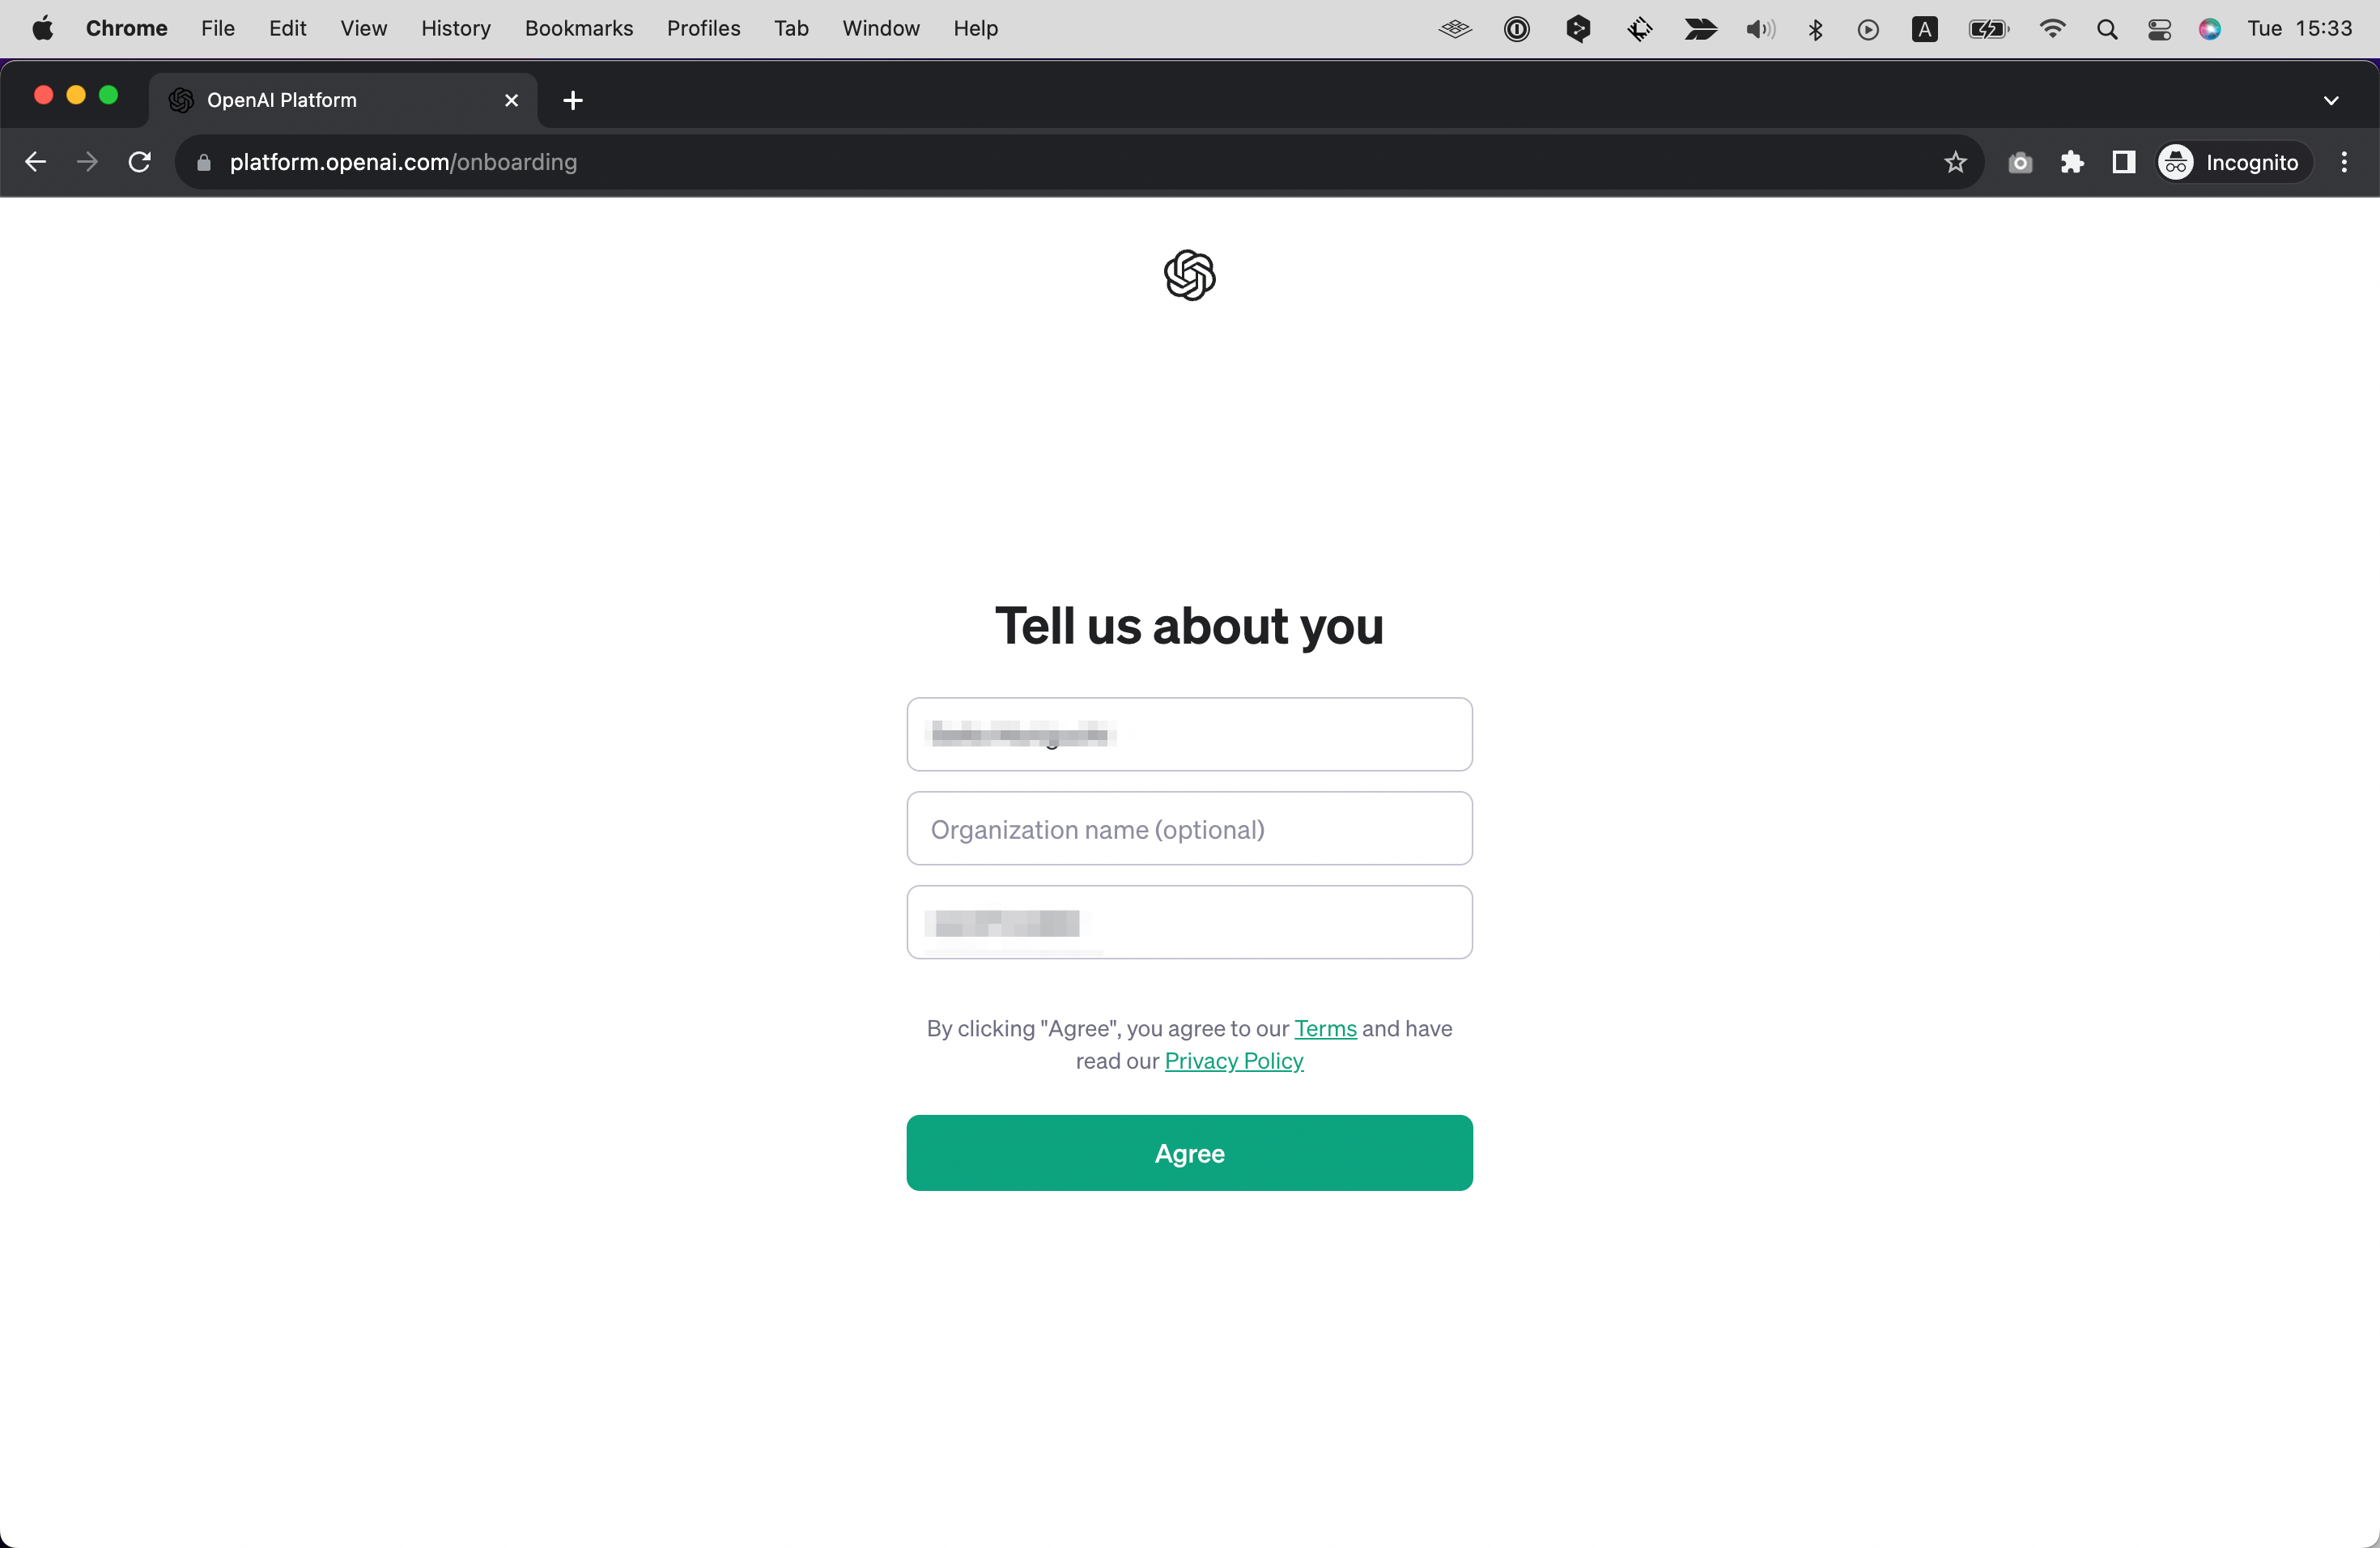 Chrome File Edit View History Bookmarks Profiles Tab Window Help A Tue 15:33
OpenAI Platform
platform.openai.com/onboarding Incognito
Tell us about you
Organization name (optional)
By clicking "Agree", you agree to our Terms and have
read our Privacy Policy
Agree